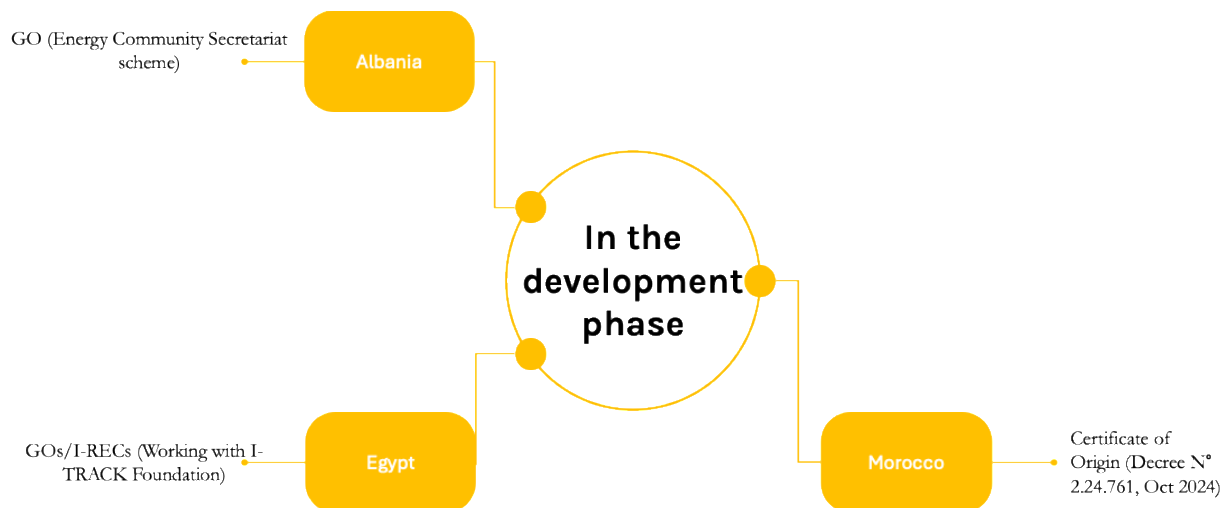 GO (Energy Community Secretariat
scheme)
Albania
In the
development
phase
GOs/I-RECs (Working with I-
TRACK Foundation)
Egypt
Morocco
Certificate of
Origin (Decree N°
2.24.761, Oct 2024)